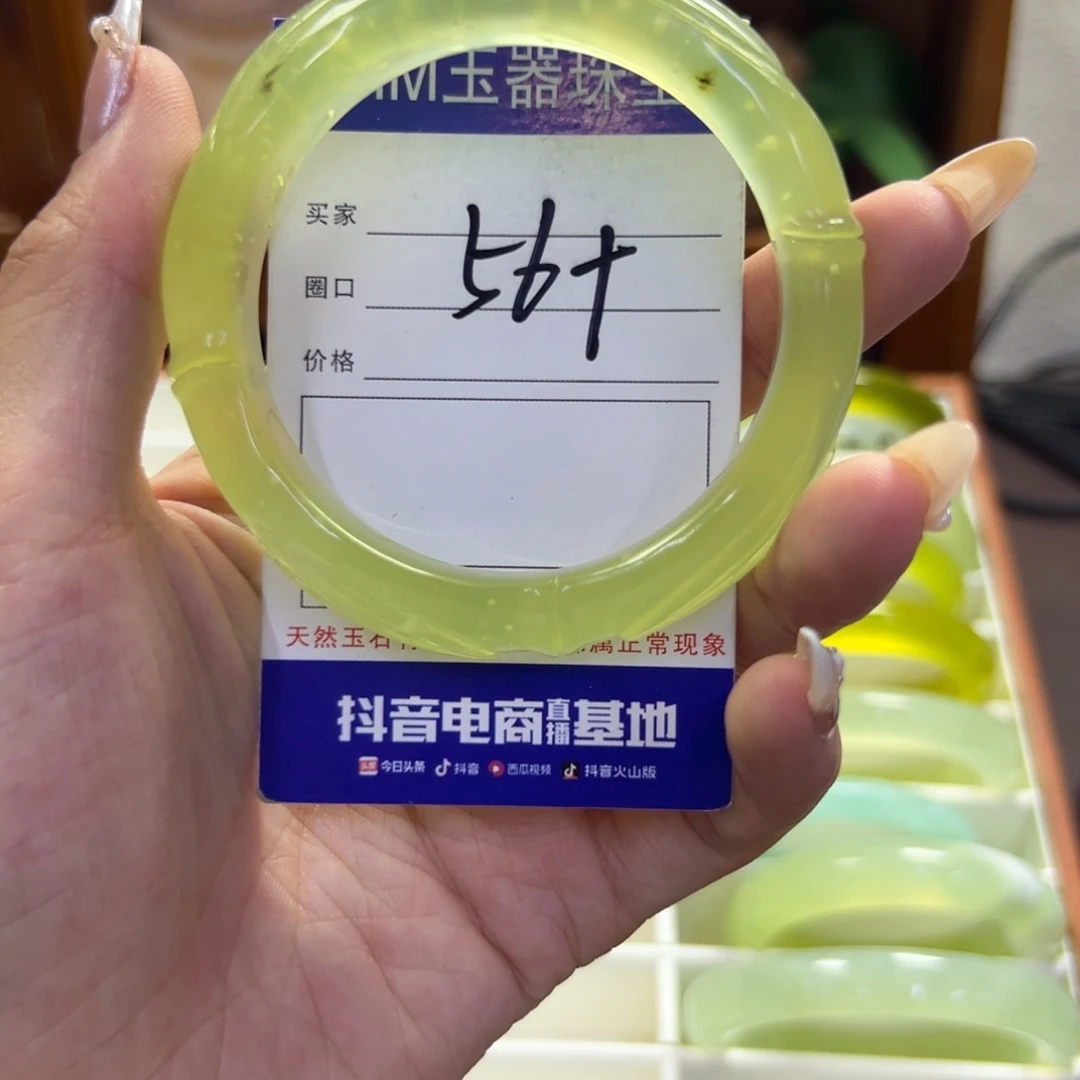 玉器珠宝
买家
圈口
56+
价格
天然玉石
属正常现象
抖音电商直播基地
今日头条 抖音 西瓜视频 抖音火山版